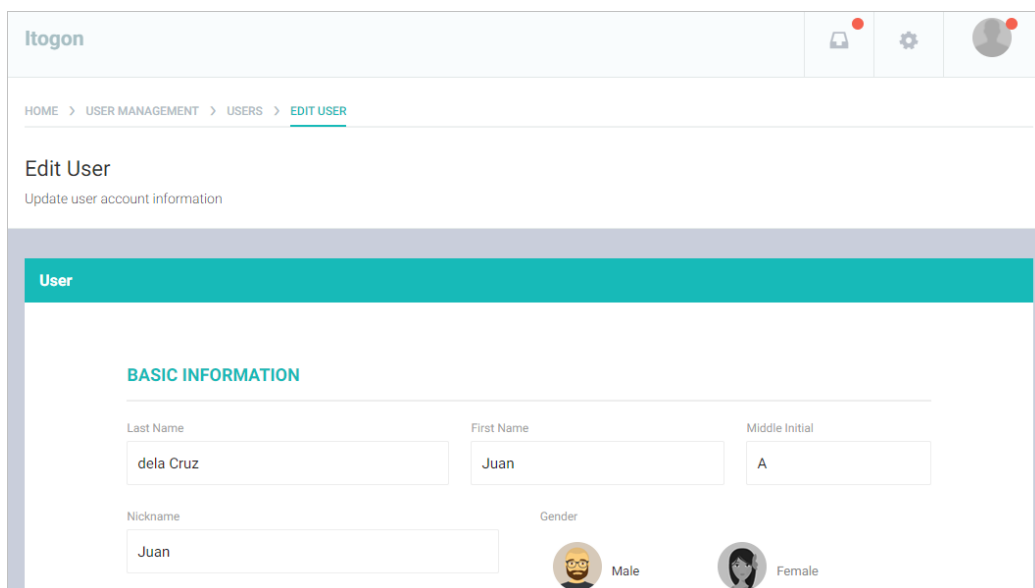 Itogon
HOME > USER MANAGEMENT > USERS > EDIT USER
Edit User
Update user account information
User
BASIC INFORMATION
Last Name First Name Middle Initial
dela Cruz Juan A
Nickname Gender
Juan
Male Female